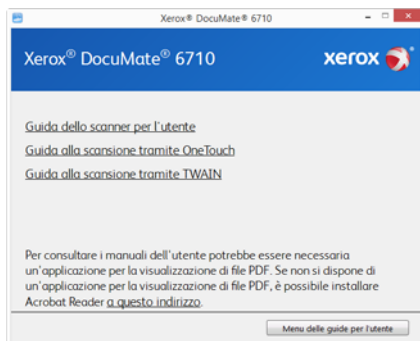 Xerox® DocuMate® 6710
Xerox® DocuMate® 6710
xerox
Guida dello scanner per l'utente
Guida alla scansione tramite OneTouch
Guida alla scansione tramite TWAIN
Per consultare i manuali dell'utente potrebbe essere necessaria
un'applicazione per la visualizzazione di file PDF. Se non si dispone di
un'applicazione per la visualizzazione di file PDF, è possibile installare
Acrobat Reader a questo indirizzo.
Menu delle guide per l'utente